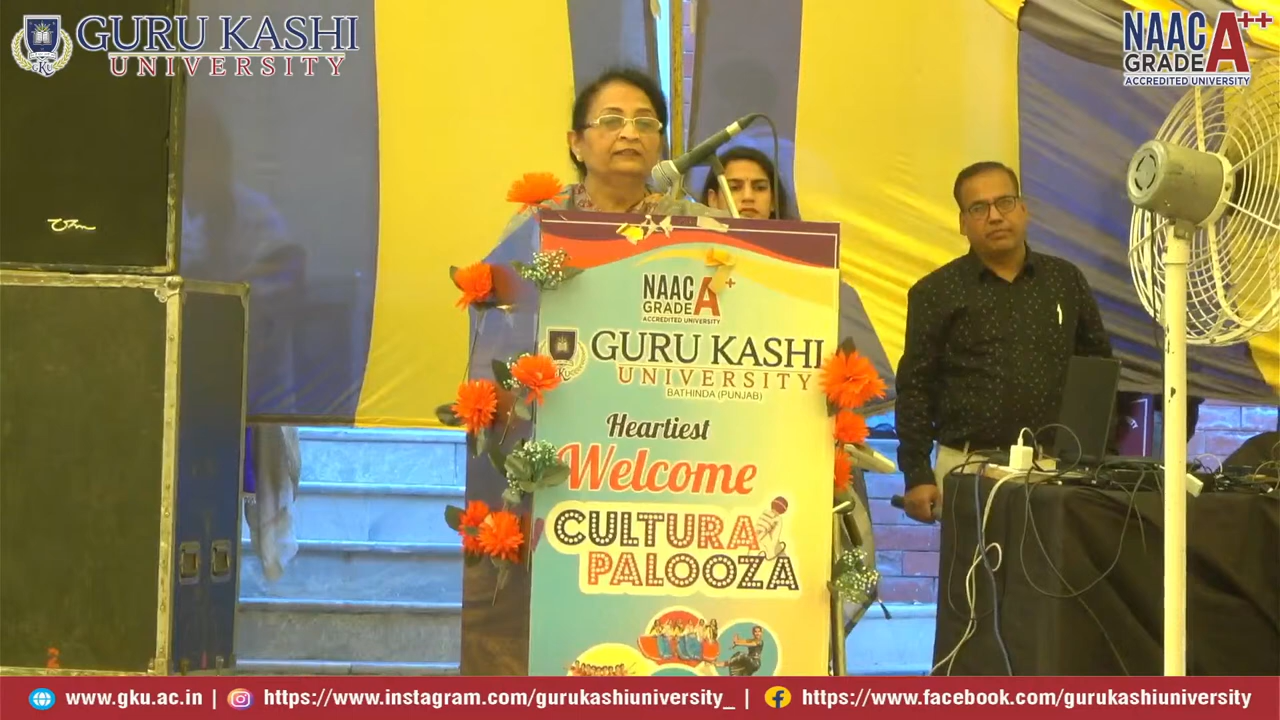 GURU KASHI
UNIVERSITY
GKU
NAAC
GRADE A++
ACCREDITED UNIVERSITY
NAAC
GRADE A++
ACCREDITED UNIVERSITY
GURU KASHI
UNIVERSITY
BATHINDA (PUNJAB)
Heartiest
Welcome
CULTURA
PALOOZA
www.gku.ac.in | https://www.instagram.com/gurukashiuniversity_ | https://www.facebook.com/gurukashiuniversity